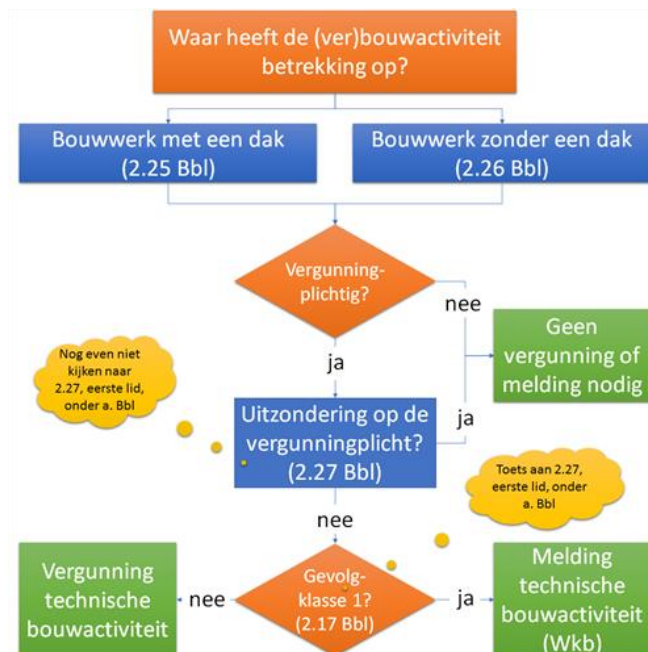 Waar heeft de (ver)bouwactiviteit
betrekking op?
Bouwwerk met een dak
(2.25 Bbl)
Bouwwerk zonder een dak
(2.26 Bbl)
Vergunning-
plichtig?
nee
Geen
vergunning of
melding nodig
Nog even niet
kijken naar
2.27, eerste lid,
onder a. Bbl
ja
Uitzondering op de
vergunningplicht?
(2.27 Bbl)
ja
Toets aan 2.27,
eerste lid, onder
a. Bbl
nee
Vergunning
technische
bouwactiviteit
nee
Gevolg-
klasse 1?
(2.17 Bbl)
ja
Melding
technische
bouwactiviteit
(Wkb)